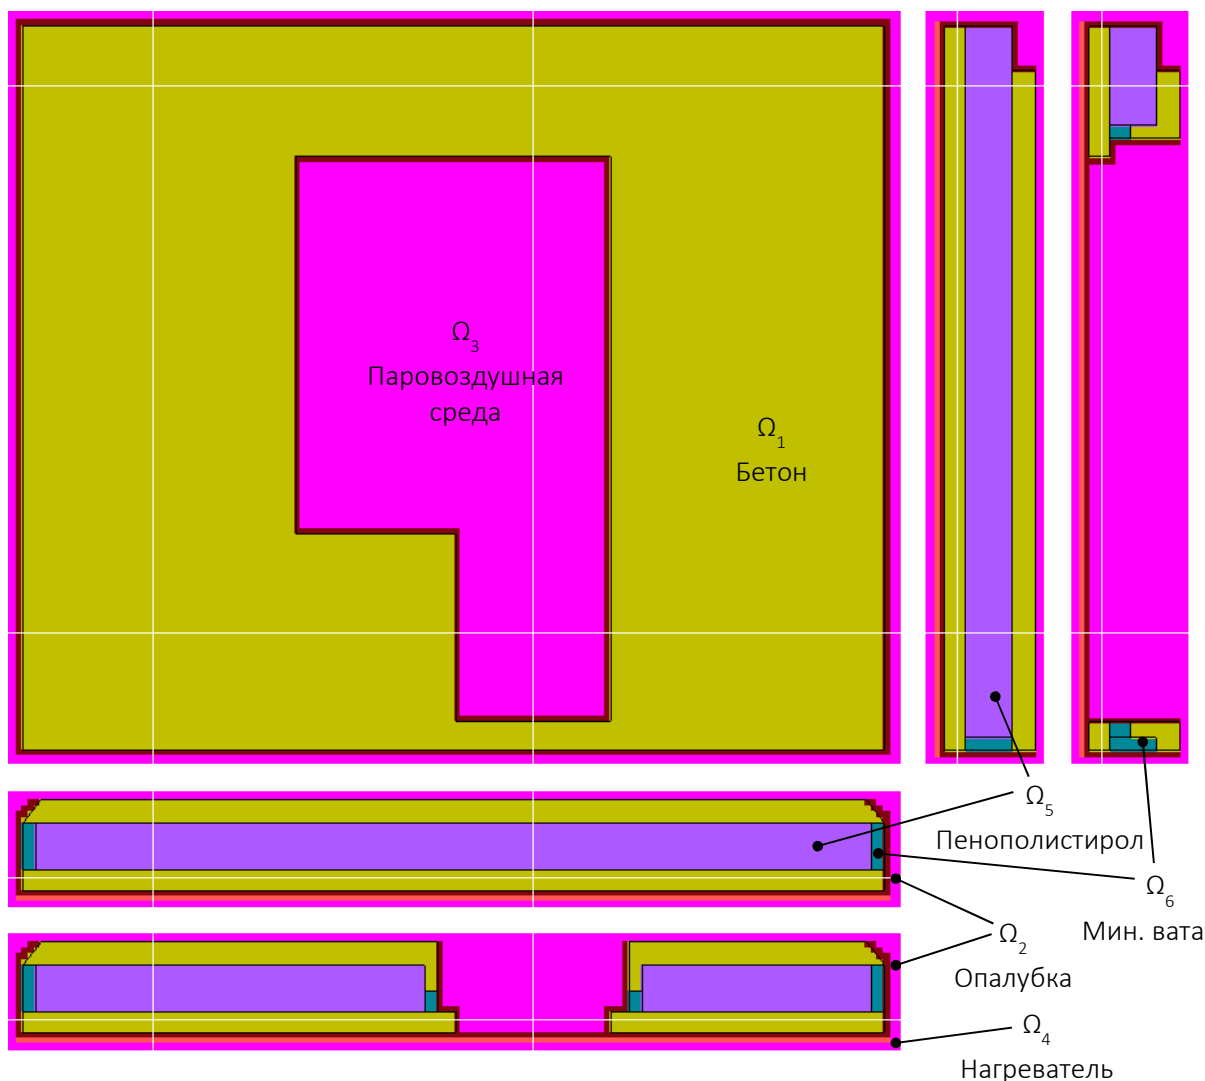 Ω₃
Паровоздушная
среда
Ω₁
Бетон
Ω₅
Пенополистирол
Ω₆
Мин. вата
Ω₂
Опалубка
Ω₄
Нагреватель